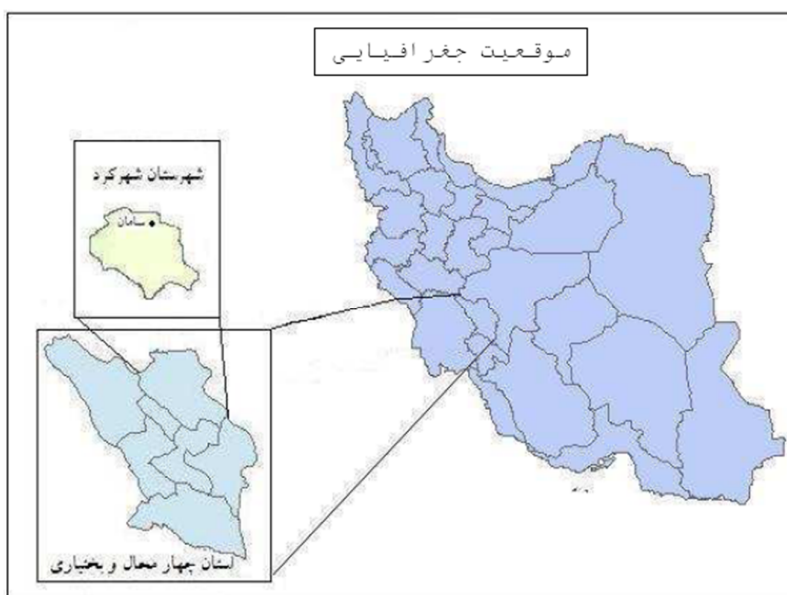 موقعیت جغرافیایی
شهرستان شهرکرد
سامان
استان چهار محال و بختیاری